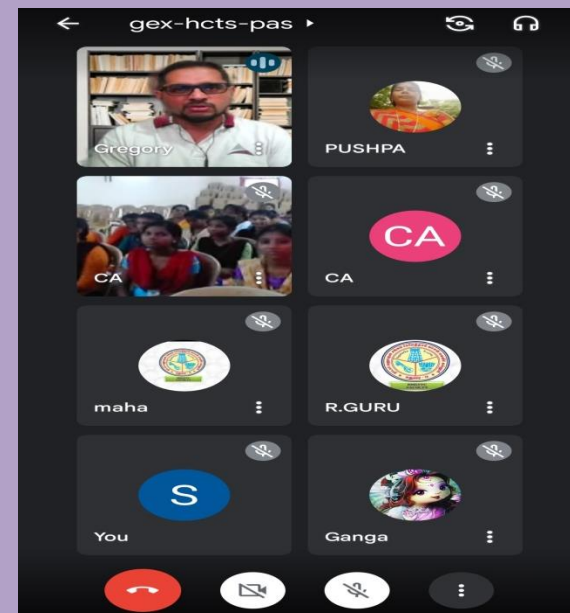 gex-hcts-pas
Gregory
PUSHPA
CA
CA
CA
maha
R.GURU
S
You
Ganga